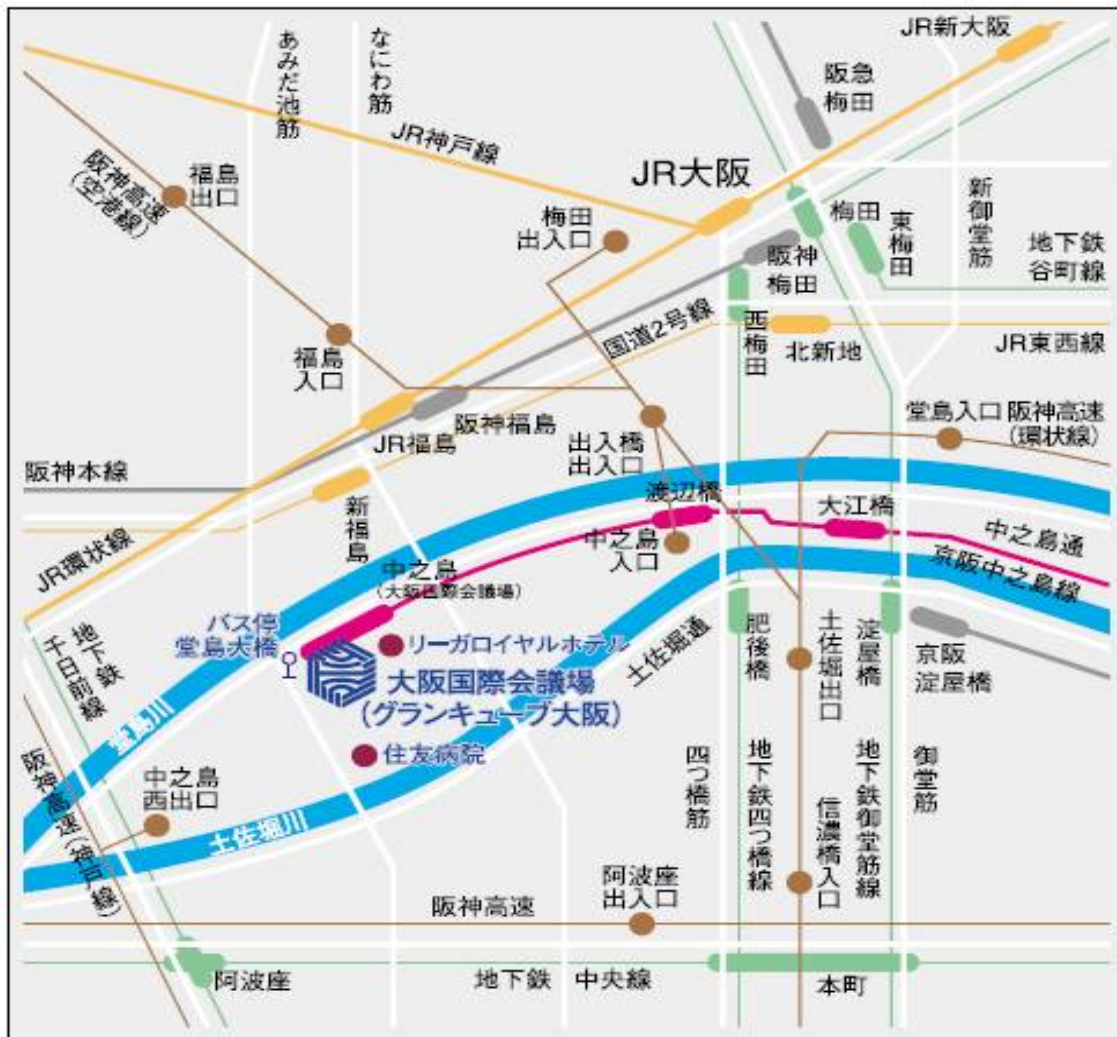 JR新大阪
あみだ池筋
なにわ筋
阪急
梅田
JR神戸線
阪神高速
(空港線)
福島
出口
JR大阪
梅田
出入口
梅田
東梅田
新御堂筋
地下鉄
谷町線
阪神
梅田
国道2号線
西梅田
北新地
JR東西線
福島
入口
阪神福島
JR福島
堂島入口
阪神高速
(環状線)
出入橋
出入口
阪神本線
新福島
渡辺橋
大江橋
中之島
入口
中之島通
京阪中之島線
JR環状線
中之島
(大阪国際会議場)
バス停
堂島大橋
リーガロイヤルホテル
大阪国際会議場
(グランキューブ大阪)
土佐堀通
肥後橋
土佐堀出口
淀屋橋
京阪
淀屋橋
地下鉄
千日前線
堂島川
住友病院
中之島
西出口
阪神高速(神戸線)
土佐堀川
四つ橋筋
地下鉄四つ橋線
信濃橋入口
地下鉄御堂筋線
御堂筋
阿波座
出入口
阪神高速
阿波座
地下鉄 中央線
本町